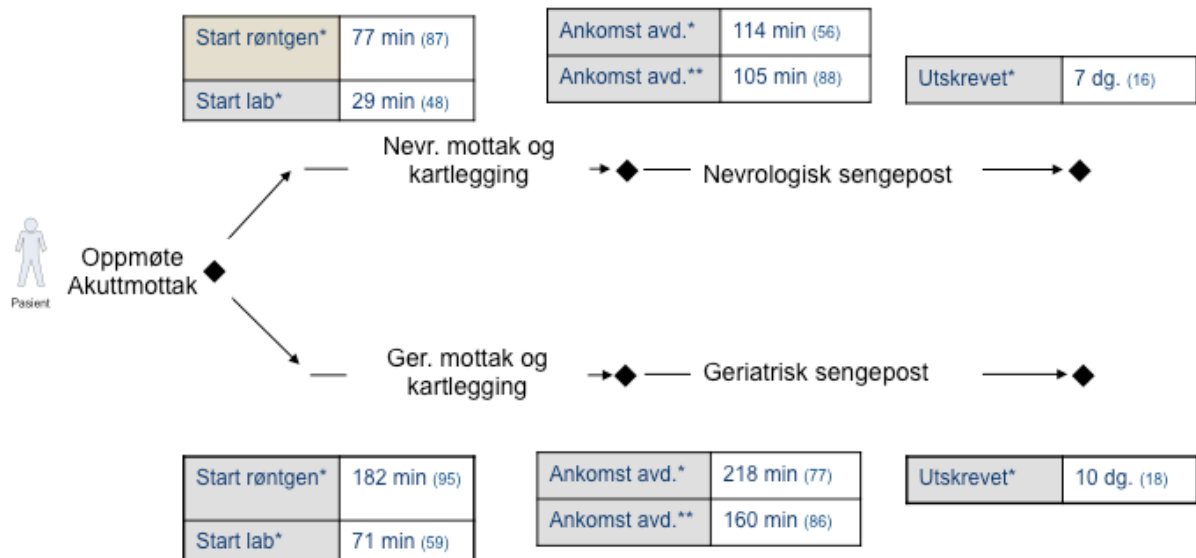 Start røntgen* 77 min (87)
Start lab* 29 min (48)
Ankomst avd.* 114 min (56)
Ankomst avd.** 105 min (88)
Utskrevet* 7 dg. (16)
Nevr. mottak og
kartlegging
Nevrologisk sengepost
Oppmøte
Akuttmottak
Pasient
Ger. mottak og
kartlegging
Geriatrisk sengepost
Start røntgen* 182 min (95)
Start lab* 71 min (59)
Ankomst avd.* 218 min (77)
Ankomst avd.** 160 min (86)
Utskrevet* 10 dg. (18)